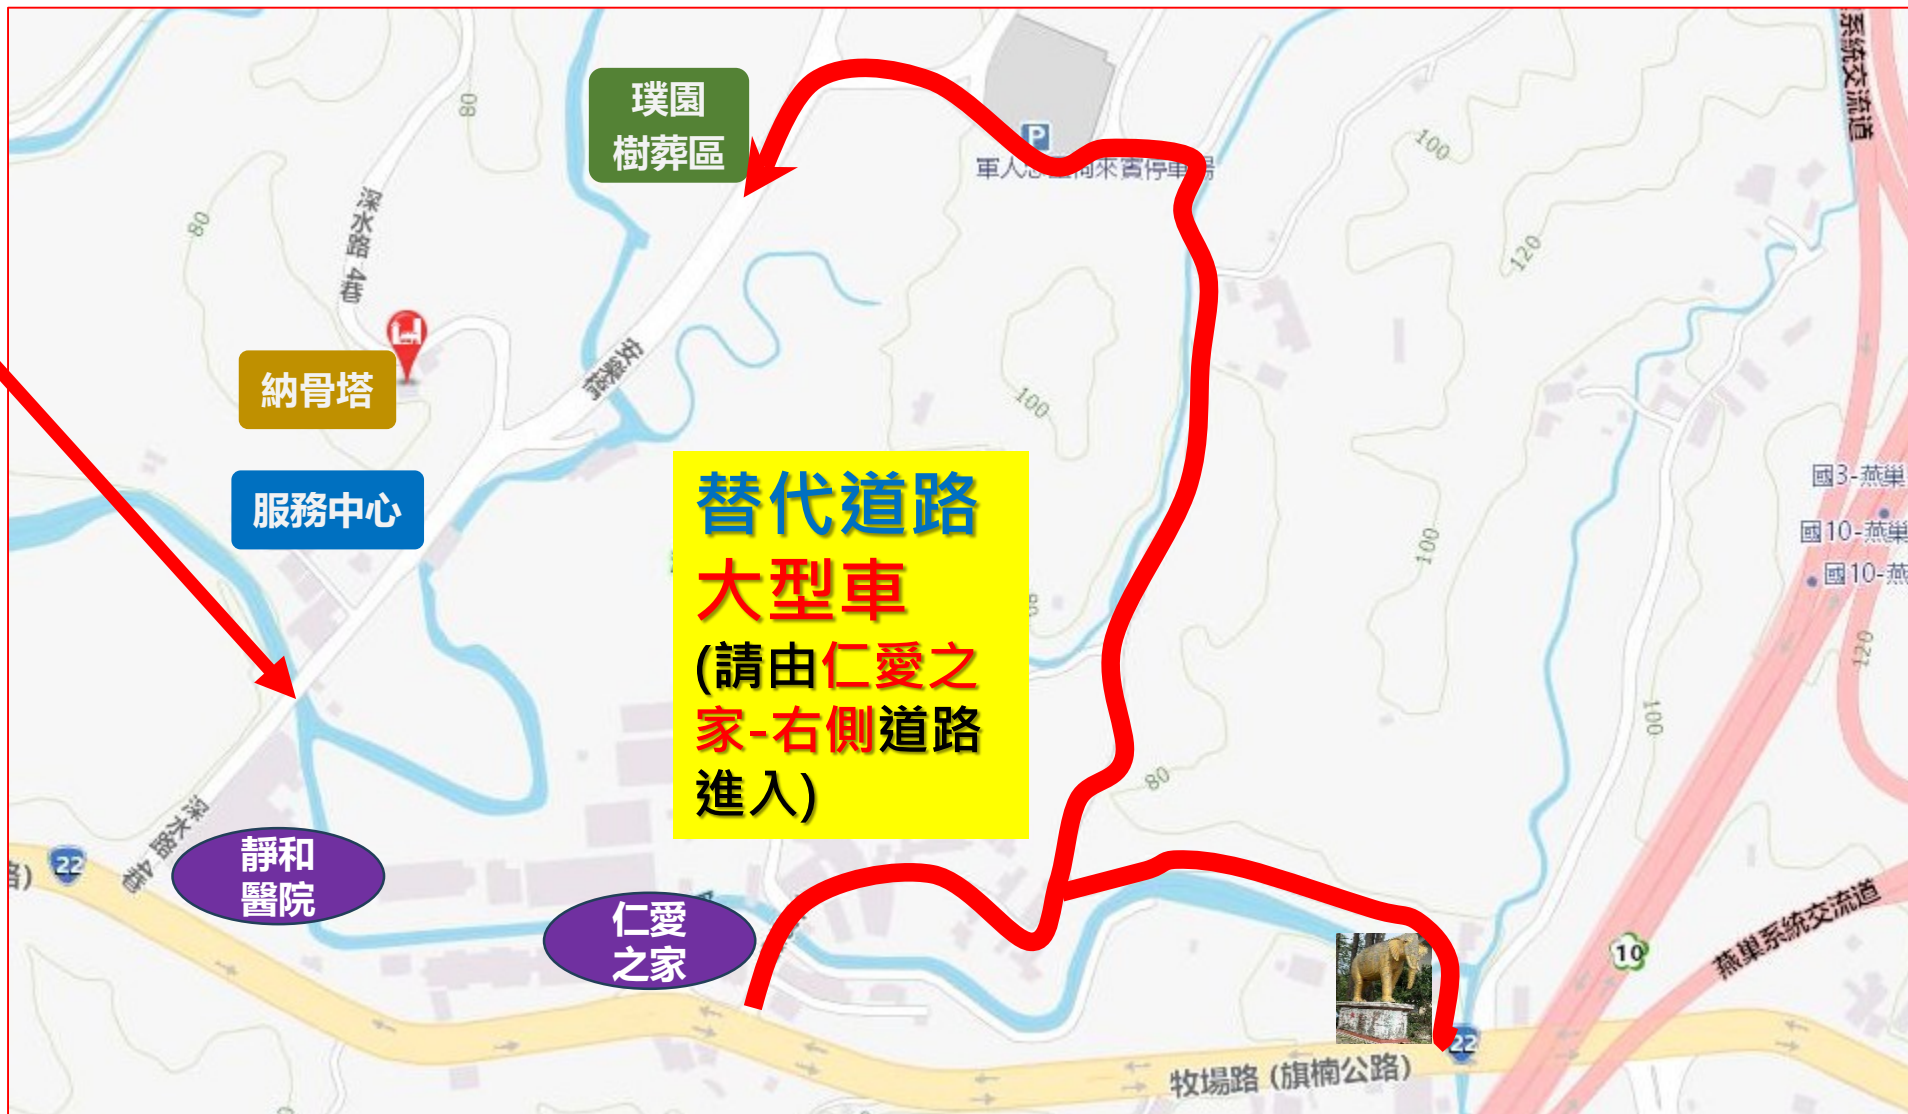 系統交流道
璞園
樹葬區
80
P
100
80
深水路 4巷
120
安樂橋
納骨塔
100
服務中心
替代道路
大型車
(請由仁愛之
家-右側道路
進入)
國3-燕巢
國10-燕巢
國10-燕
100
120
100
80
深水路 4巷
路)
22
靜和
醫院
仁愛
之家
10
燕巢系統交流道
22
牧場路 (旗楠公路)